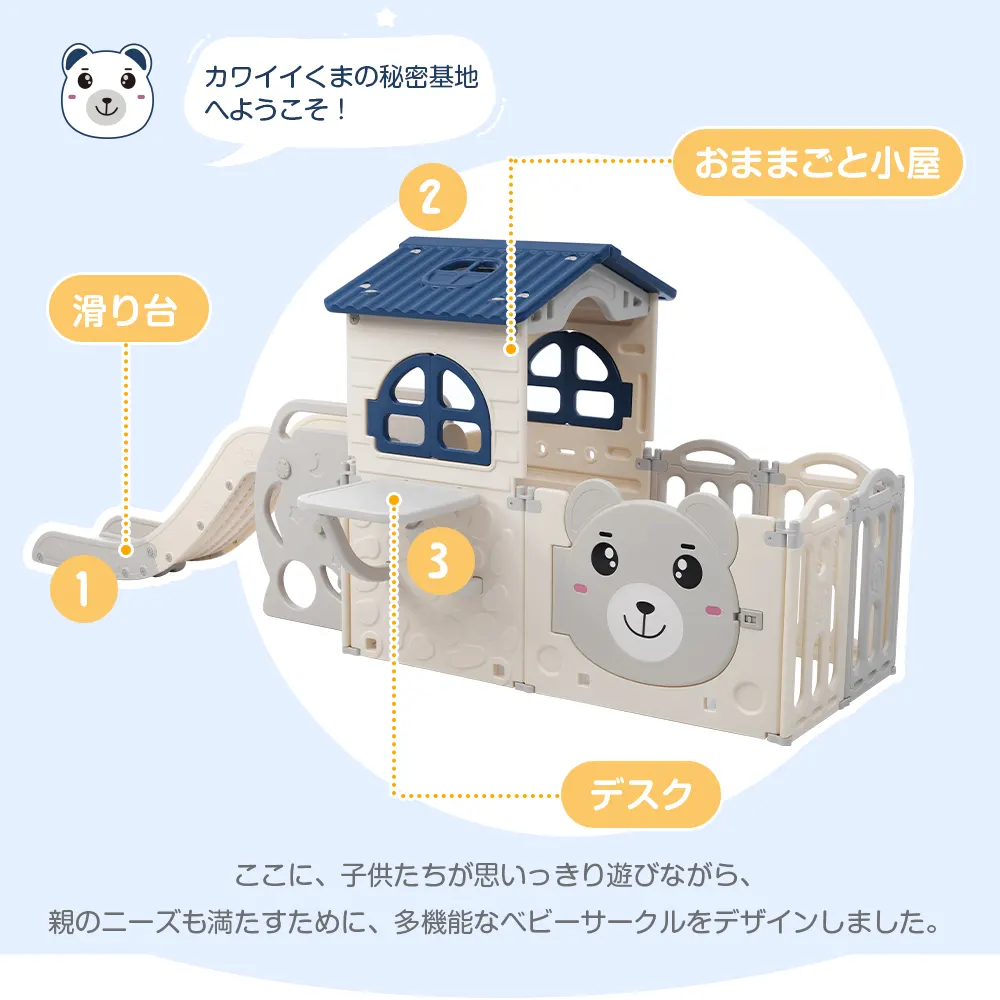 カワイイくまの秘密基地
へようこそ！
2
おままごと小屋
滑り台
3
1
デスク
ここに、子供たちが思いっきり遊びながら、
親のニーズも満たすために、多機能なベビーサークルをデザインしました。